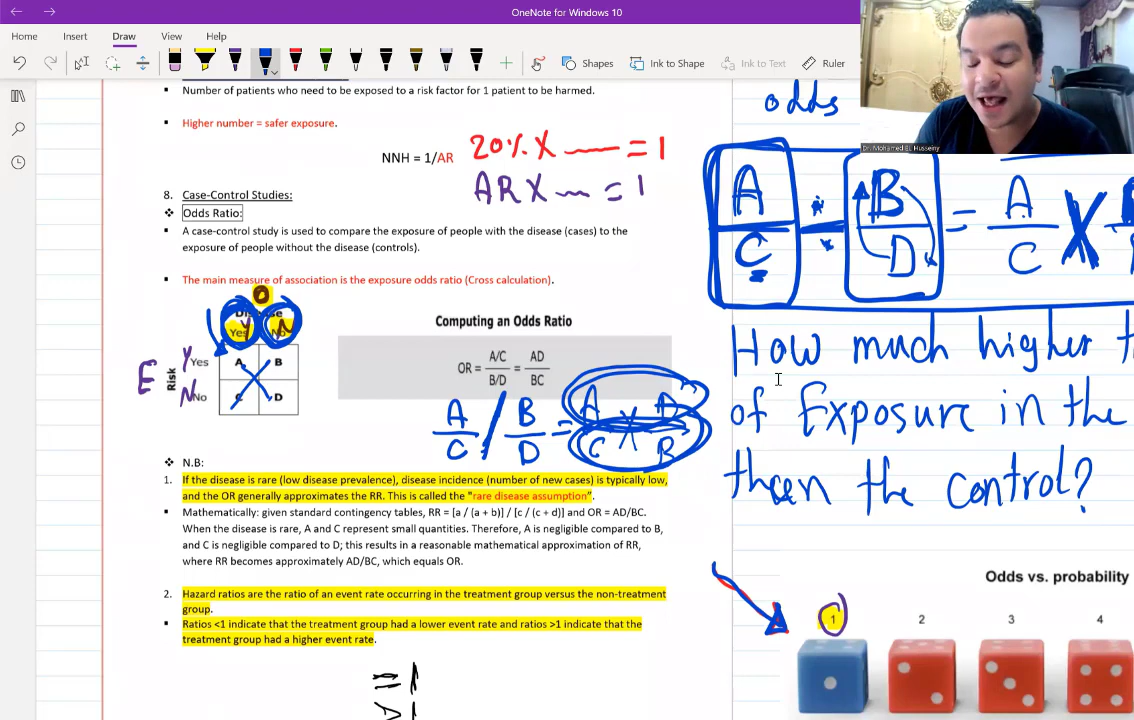 OneNote for Windows 10
Home Insert Draw View Help
Shapes Ink to Shape Ink to Text Ruler
Number of patients who need to be exposed to a risk factor for 1 patient to be harmed.
Higher number = safer exposure.
NNH = 1/AR
20% X = 1
AR X = 1
8. Case-Control Studies:
Odds Ratio:
A case-control study is used to compare the exposure of people with the disease (cases) to the
exposure of people without the disease (controls).
The main measure of association is the exposure odds ratio (Cross calculation).
O
Yes
E Risk
Y Yes A B
N No D
Computing an Odds Ratio
OR = A/C = AD
B/D BC
A / B = A X D
C D C B
N.B:
1. If the disease is rare (low disease prevalence), disease incidence (number of new cases) is typically low,
and the OR generally approximates the RR. This is called the "rare disease assumption".
Mathematically: given standard contingency tables, RR = [a / (a + b)] / [c / (c + d)] and OR = AD/BC.
When the disease is rare, A and C represent small quantities. Therefore, A is negligible compared to B,
and C is negligible compared to D; this results in a reasonable mathematical approximation of RR,
where RR becomes approximately AD/BC, which equals OR.
2. Hazard ratios are the ratio of an event rate occurring in the treatment group versus the non-treatment
group.
Ratios <1 indicate that the treatment group had a lower event rate and ratios >1 indicate that the
treatment group had a higher event rate.
= 1
odds
Dr. Mohamed EL Husseiny
A ÷ B = A X
C D C
How much higher
of Exposure in the
than the control?
Odds vs. probability
1 2 3 4